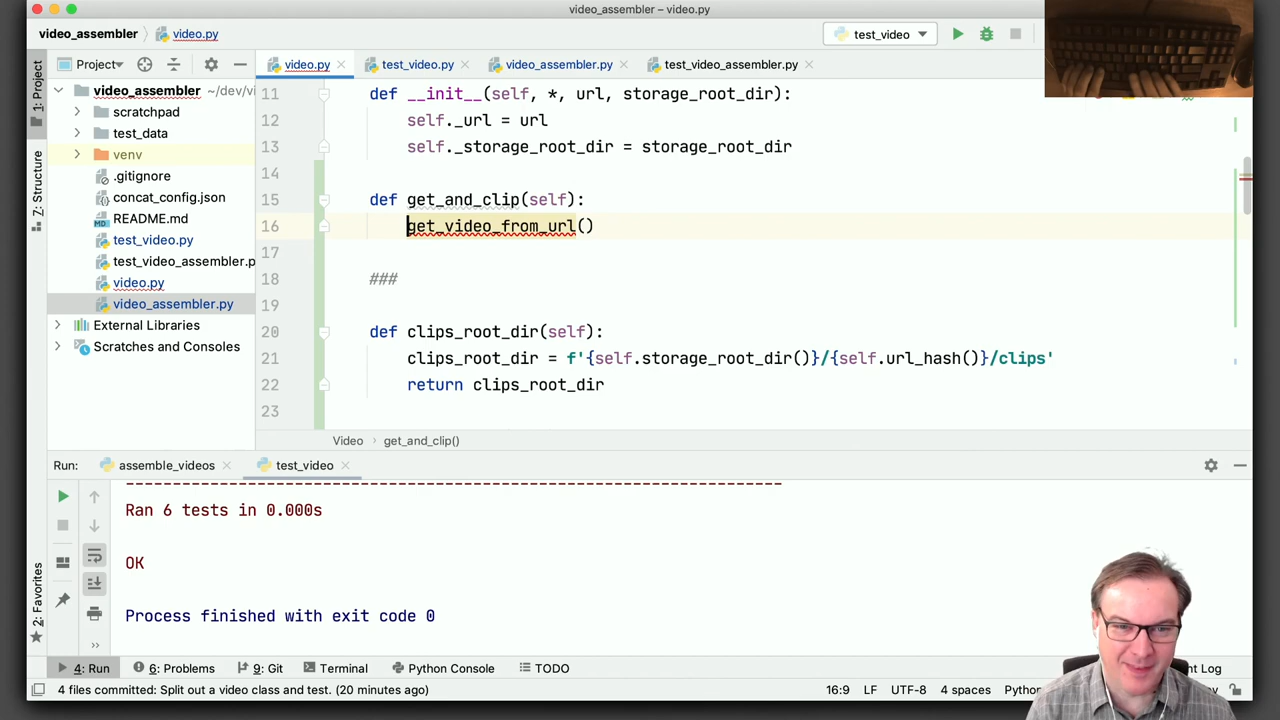 video_assembler – video.py
video_assembler
video.py
test_video
1: Project
Z: Structure
2: Favorites
Project
video_assembler ~/dev/vi
scratchpad
test_data
venv
.gitignore
concat_config.json
README.md
test_video.py
test_video_assembler.p
video.py
video_assembler.py
External Libraries
Scratches and Consoles
video.py
test_video.py
video_assembler.py
test_video_assembler.py
11 def __init__(self, *, url, storage_root_dir):
12 self._url = url
13 self._storage_root_dir = storage_root_dir
14
15 def get_and_clip(self):
16 get_video_from_url()
17
18 ###
19
20 def clips_root_dir(self):
21 clips_root_dir = f'{self.storage_root_dir()}/{self.url_hash()}/clips'
22 return clips_root_dir
23
Video get_and_clip()
Run: assemble_videos test_video
Ran 6 tests in 0.000s
OK
Process finished with exit code 0
4: Run 6: Problems 9: Git Terminal Python Console TODO nt Log
4 files committed: Split out a video class and test. (20 minutes ago) 16:9 LF UTF-8 4 spaces Pytho